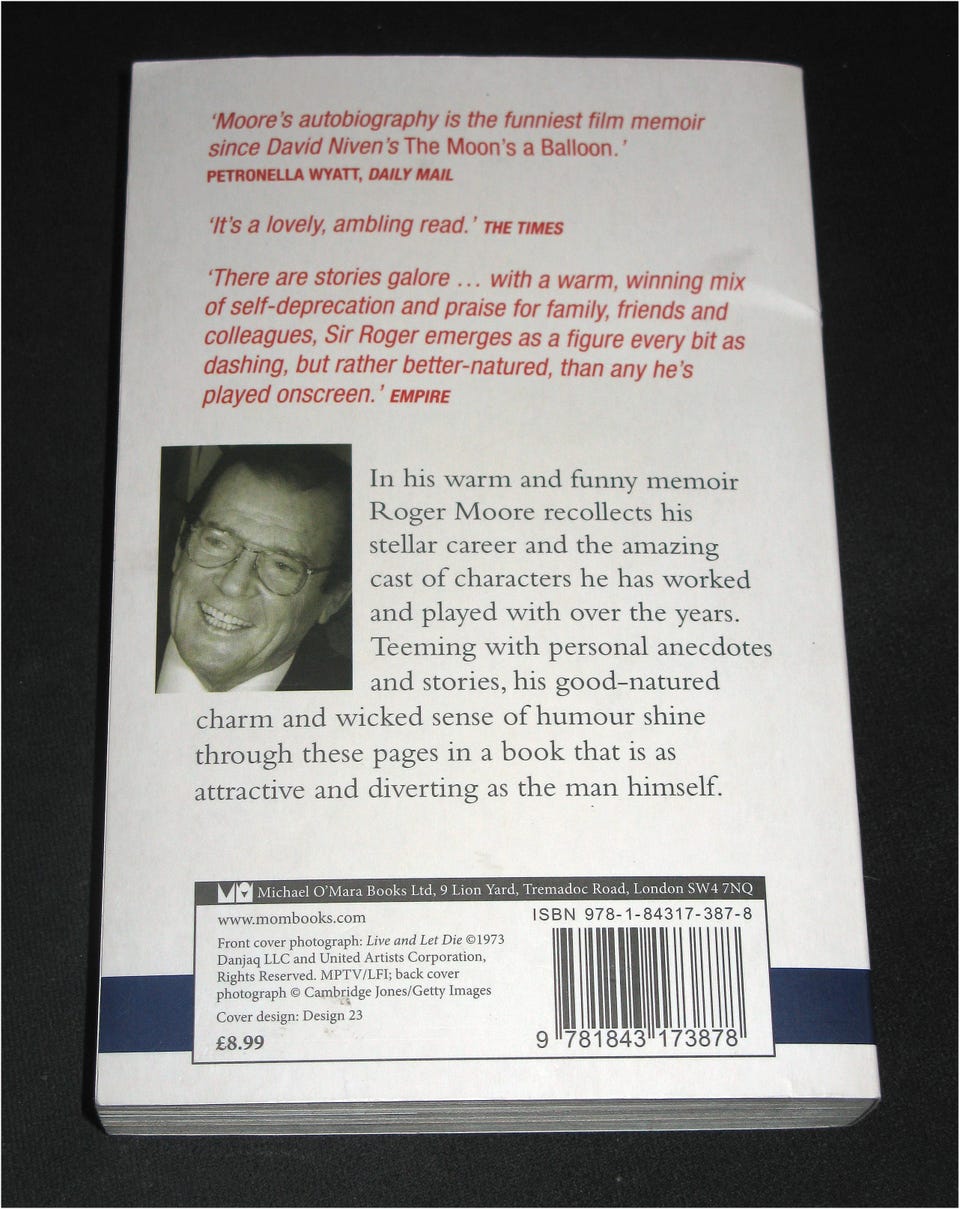 ‘Moore’s autobiography is the funniest film memoir
since David Niven’s The Moon’s a Balloon.’
PETRONELLA WYATT, DAILY MAIL
‘It’s a lovely, ambling read.’ THE TIMES
‘There are stories galore … with a warm, winning mix
of self-deprecation and praise for family, friends and
colleagues, Sir Roger emerges as a figure every bit as
dashing, but rather better-natured, than any he’s
played onscreen.’ EMPIRE
In his warm and funny memoir
Roger Moore recollects his
stellar career and the amazing
cast of characters he has worked
and played with over the years.
Teeming with personal anecdotes
and stories, his good-natured
charm and wicked sense of humour shine
through these pages in a book that is as
attractive and diverting as the man himself.
Michael O’Mara Books Ltd, 9 Lion Yard, Tremadoc Road, London SW4 7NQ
www.mombooks.com
Front cover photograph: Live and Let Die ©1973
Danjaq LLC and United Artists Corporation,
Rights Reserved. MPTV/LFI; back cover
photograph © Cambridge Jones/Getty Images
Cover design: Design 23
£8.99
ISBN 978-1-84317-387-8
9 781843 173878